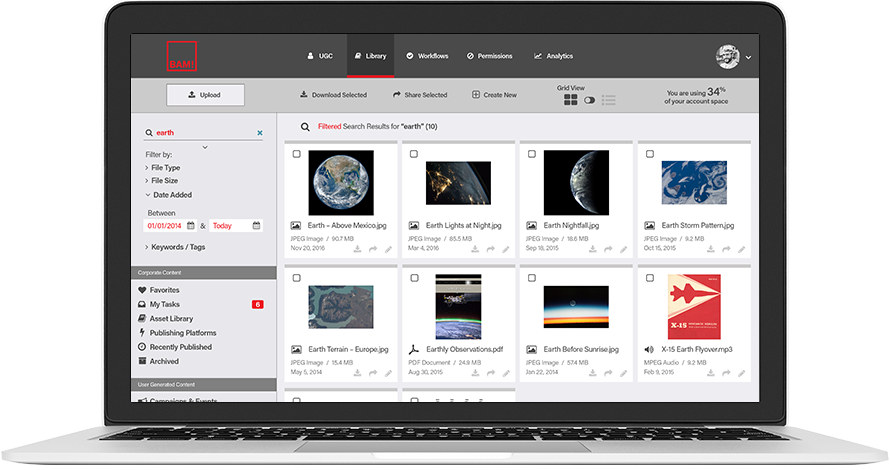 BAMI
UGC
Library
Workflows
Permissions
Analytics
Upload
Download Selected
Share Selected
Create New
Grid View
You are using 34%
of your account space
earth
Filter by:
File Type
File Size
Date Added
Between
01/01/2014 & Today
Keywords / Tags
Corporate Content
Favorites
My Tasks 6
Asset Library
Publishing Platforms
Recently Published
Archived
User Generated Content
Campaigns & Events
Filtered Search Results for "earth" (10)
Earth – Above Mexico.jpg
JPEG Image / 90.7 MB
Nov 20, 2016
Earth Lights at Night.jpg
JPEG Image / 85.5 MB
Mar 4, 2016
Earth Nightfall.jpg
JPEG Image / 18.6 MB
Sep 18, 2015
Earth Storm Pattern.jpg
JPEG Image / 9.2 MB
Oct 15, 2015
Earth Terrain – Europe.jpg
JPEG Image / 15.4 MB
May 5, 2014
Earthly Observations.pdf
PDF Document / 24.9 MB
Aug 30, 2015
Earth Before Sunrise.jpg
JPEG Image / 57.4 MB
Jan 22, 2014
X-15
X-15 Earth Flyover.mp3
MPEG Audio / 9.2 MB
Feb 9, 2015